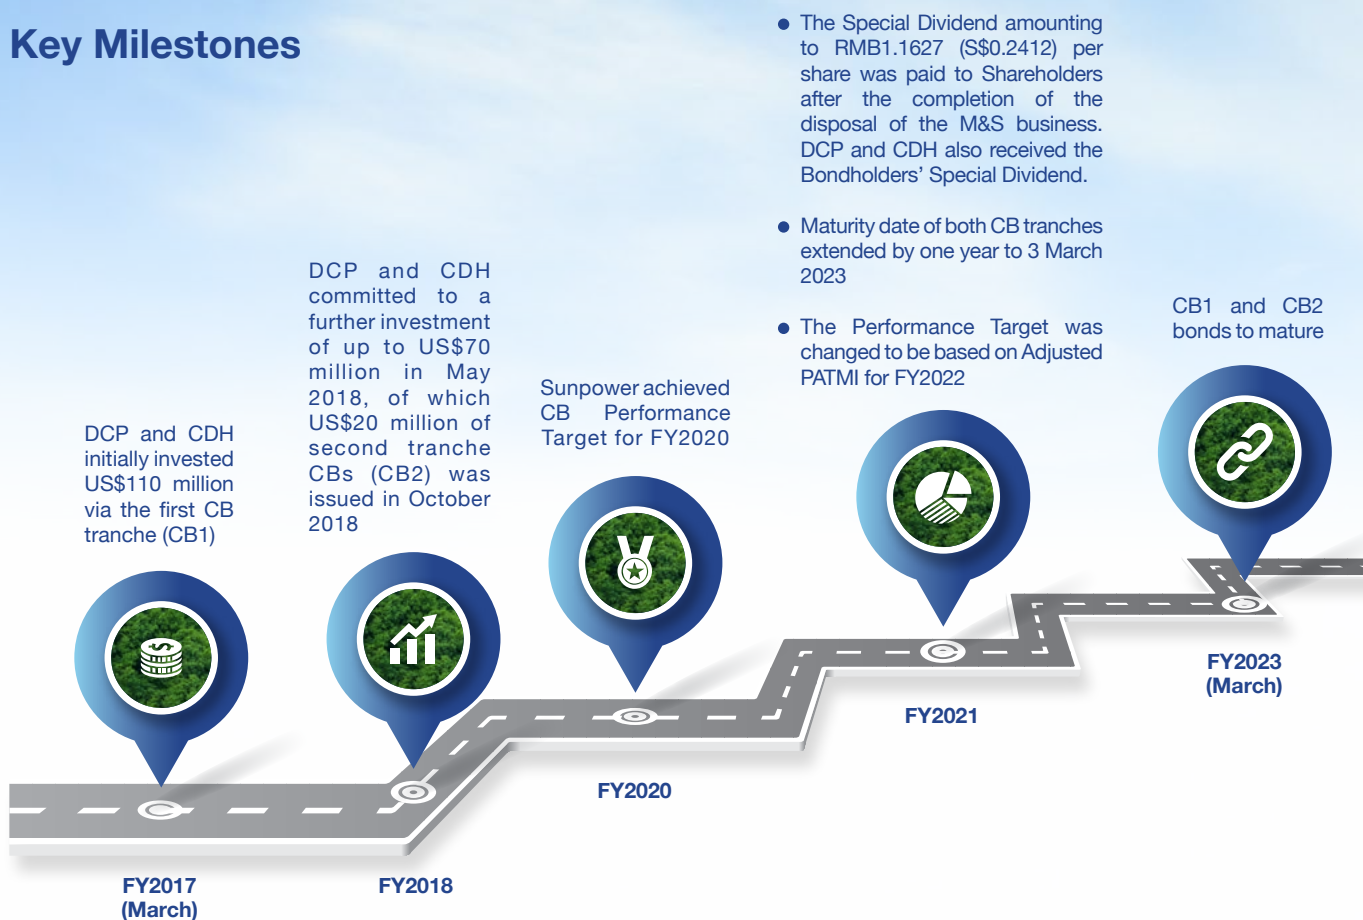 Key Milestones
DCP and CDH
initially invested
US$110 million
via the first CB
tranche (CB1)
FY2017
(March)
DCP and CDH
committed to a
further investment
of up to US$70
million in May
2018, of which
US$20 million of
second tranche
CBs (CB2) was
issued in October
2018
FY2018
Sunpower achieved
CB Performance
Target for FY2020
FY2020
● The Special Dividend amounting
to RMB1.1627 (S$0.2412) per
share was paid to Shareholders
after the completion of the
disposal of the M&S business.
DCP and CDH also received the
Bondholders’ Special Dividend.
● Maturity date of both CB tranches
extended by one year to 3 March
2023
● The Performance Target was
changed to be based on Adjusted
PATMI for FY2022
FY2021
CB1 and CB2
bonds to mature
FY2023
(March)